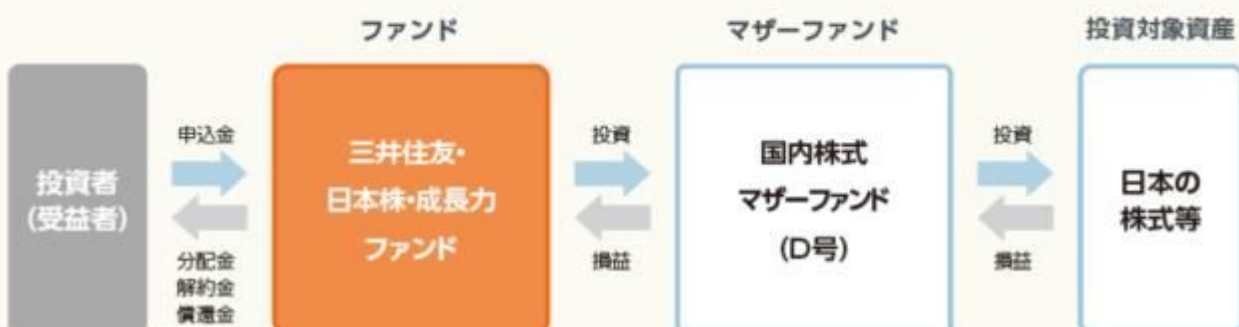 ファンド
マザーファンド
投資対象資産
投資者
(受益者)
申込金
分配金
解約金
償還金
三井住友・
日本株・成長力
ファンド
投資
損益
国内株式
マザーファンド
(D号)
投資
損益
日本の
株式等